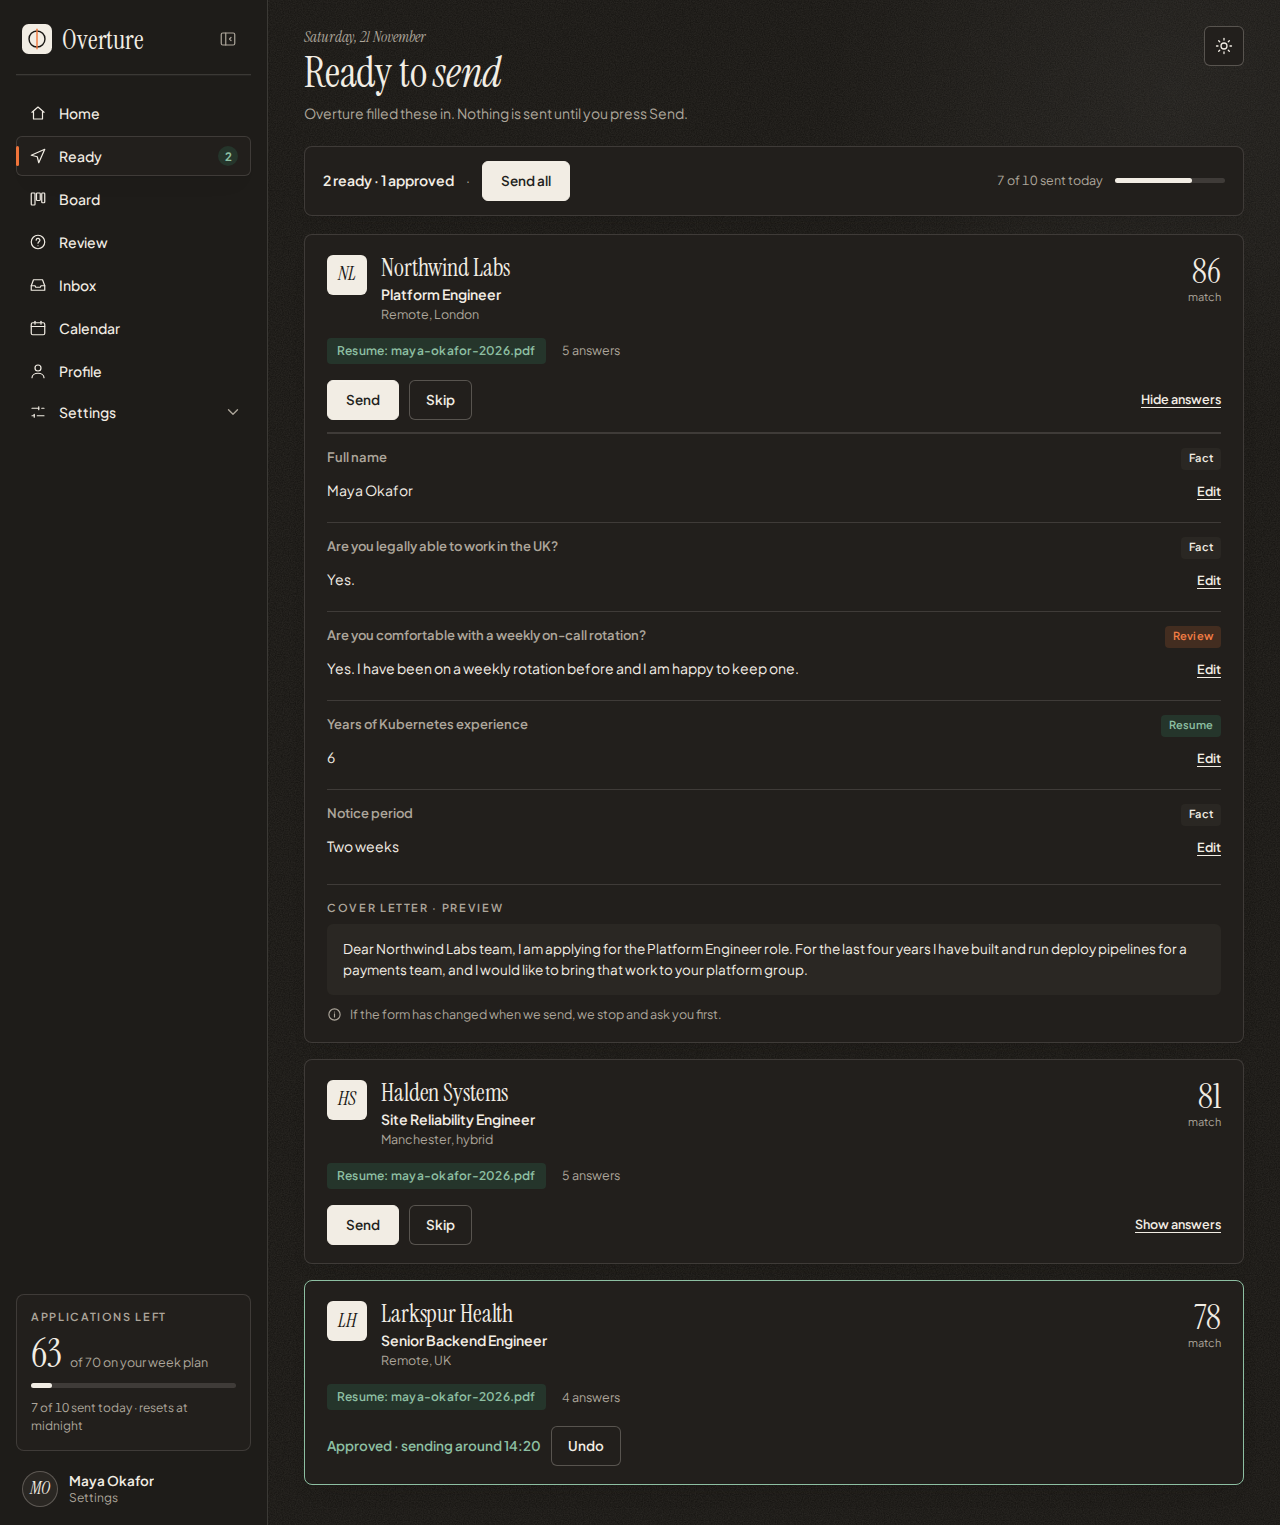 Overture
Home
Ready 2
Board
Review
Inbox
Calendar
Profile
Settings
APPLICATIONS LEFT
63 of 70 on your week plan
7 of 10 sent today · resets at
midnight
MO Maya Okafor
Settings
Saturday, 21 November
Ready to send
Overture filled these in. Nothing is sent until you press Send.
2 ready · 1 approved · Send all 7 of 10 sent today
NL Northwind Labs 86
Platform Engineer match
Remote, London
Resume: maya-okafor-2026.pdf 5 answers
Send Skip Hide answers
Full name Fact
Maya Okafor Edit
Are you legally able to work in the UK? Fact
Yes. Edit
Are you comfortable with a weekly on-call rotation? Review
Yes. I have been on a weekly rotation before and I am happy to keep one. Edit
Years of Kubernetes experience Resume
6 Edit
Notice period Fact
Two weeks Edit
COVER LETTER · PREVIEW
Dear Northwind Labs team, I am applying for the Platform Engineer role. For the last four years I have built and run deploy pipelines for a
payments team, and I would like to bring that work to your platform group.
If the form has changed when we send, we stop and ask you first.
HS Halden Systems 81
Site Reliability Engineer match
Manchester, hybrid
Resume: maya-okafor-2026.pdf 5 answers
Send Skip Show answers
LH Larkspur Health 78
Senior Backend Engineer match
Remote, UK
Resume: maya-okafor-2026.pdf 4 answers
Approved · sending around 14:20 Undo